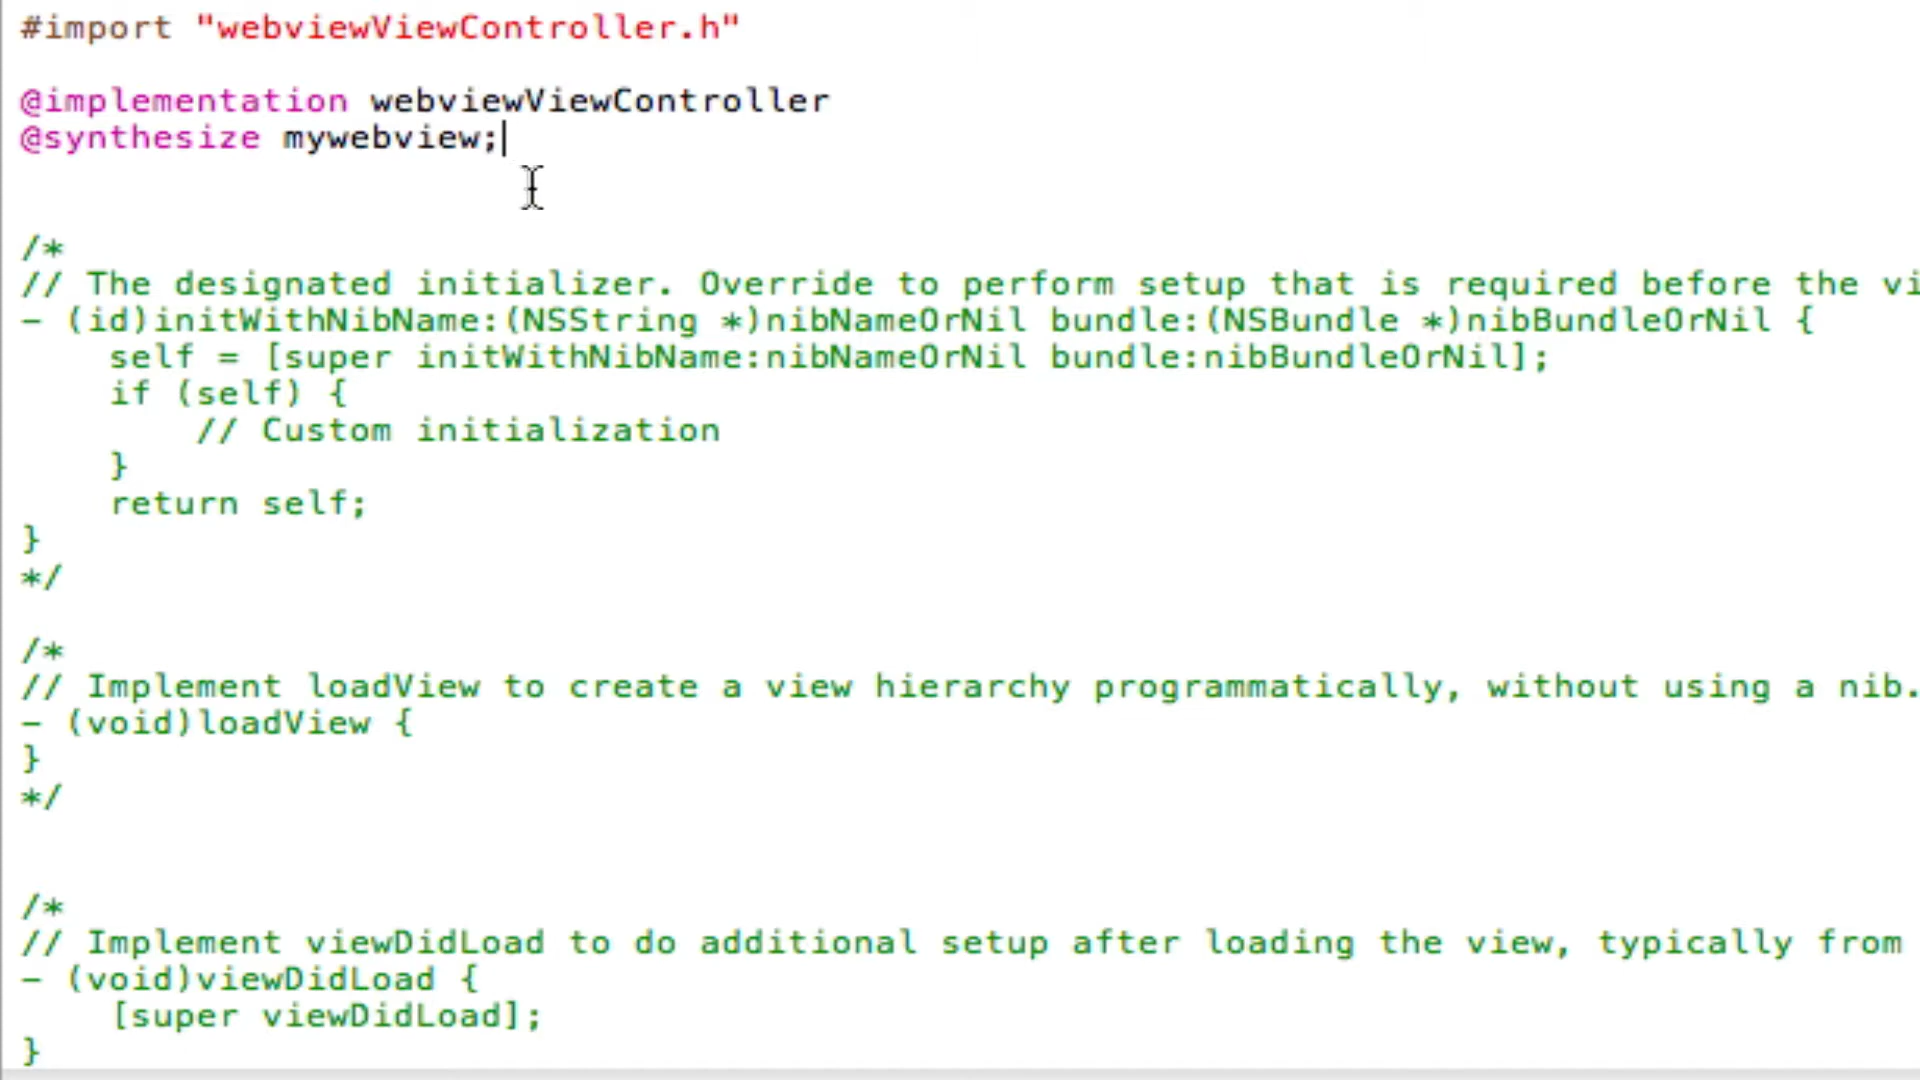 #import "webviewViewController.h"
@implementation webviewViewController
@synthesize mywebview;
/*
// The designated initializer. Override to perform setup that is required before the
- (id)initWithNibName:(NSString *)nibNameOrNil bundle:(NSBundle *)nibBundleOrNil {
self = [super initWithNibName:nibNameOrNil bundle:nibBundleOrNil];
if (self) {
// Custom initialization
}
return self;
}
*/
/*
// Implement loadView to create a view hierarchy programmatically, without using a nib.
- (void)loadView {
}
*/
/*
// Implement viewDidLoad to do additional setup after loading the view, typically from
- (void)viewDidLoad {
[super viewDidLoad];
}